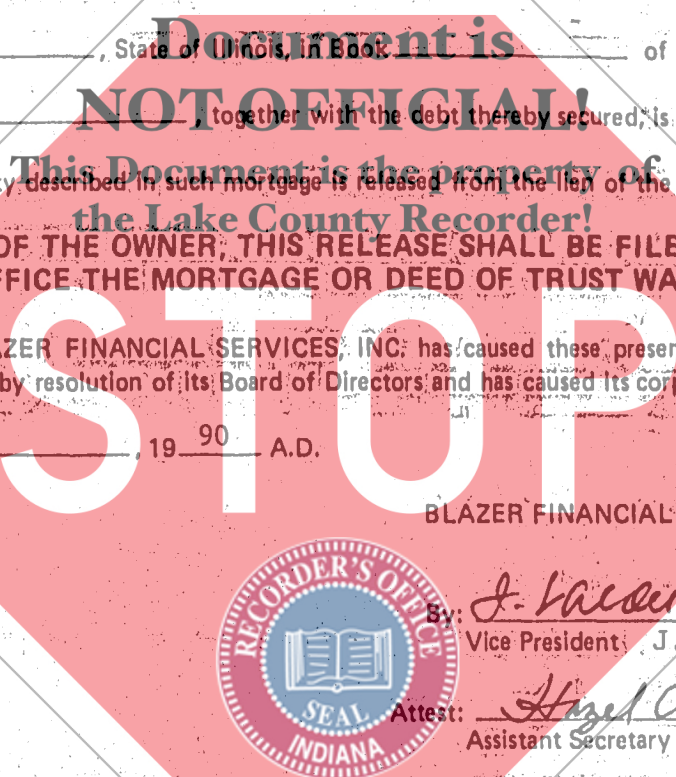 , State of Illinois, in Book of
Document is
NOT OFFICIAL!
, together with the debt thereby secured, is
This Document is the property of
y described in such mortgage is released from the lien of the
the Lake County Recorder!
OF THE OWNER, THIS RELEASE SHALL BE FILE
FFICE THE MORTGAGE OR DEED OF TRUST WA
STOP
AZER FINANCIAL SERVICES, INC. has caused these presen
by resolution of its Board of Directors and has caused its corp
, 19 90 A.D.
BLAZER FINANCIAL
RECORDER'S OFFICE
SEAL
INDIANA
By: J.
Vice President J.
Attest: Hazel
Assistant Secretary